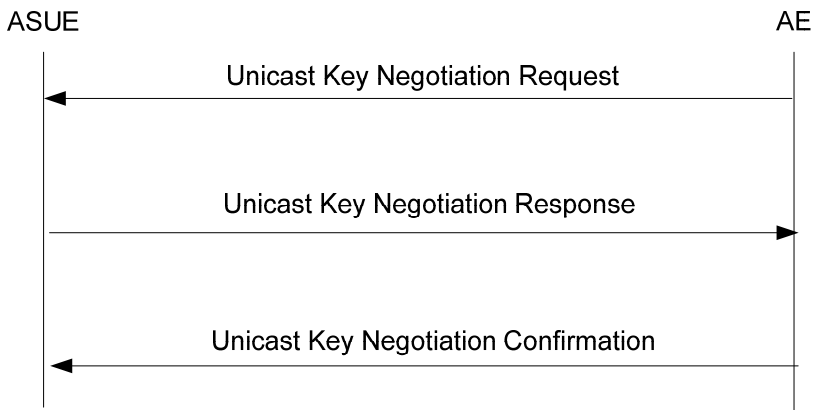 ASUE
AE
Unicast Key Negotiation Request
Unicast Key Negotiation Response
Unicast Key Negotiation Confirmation